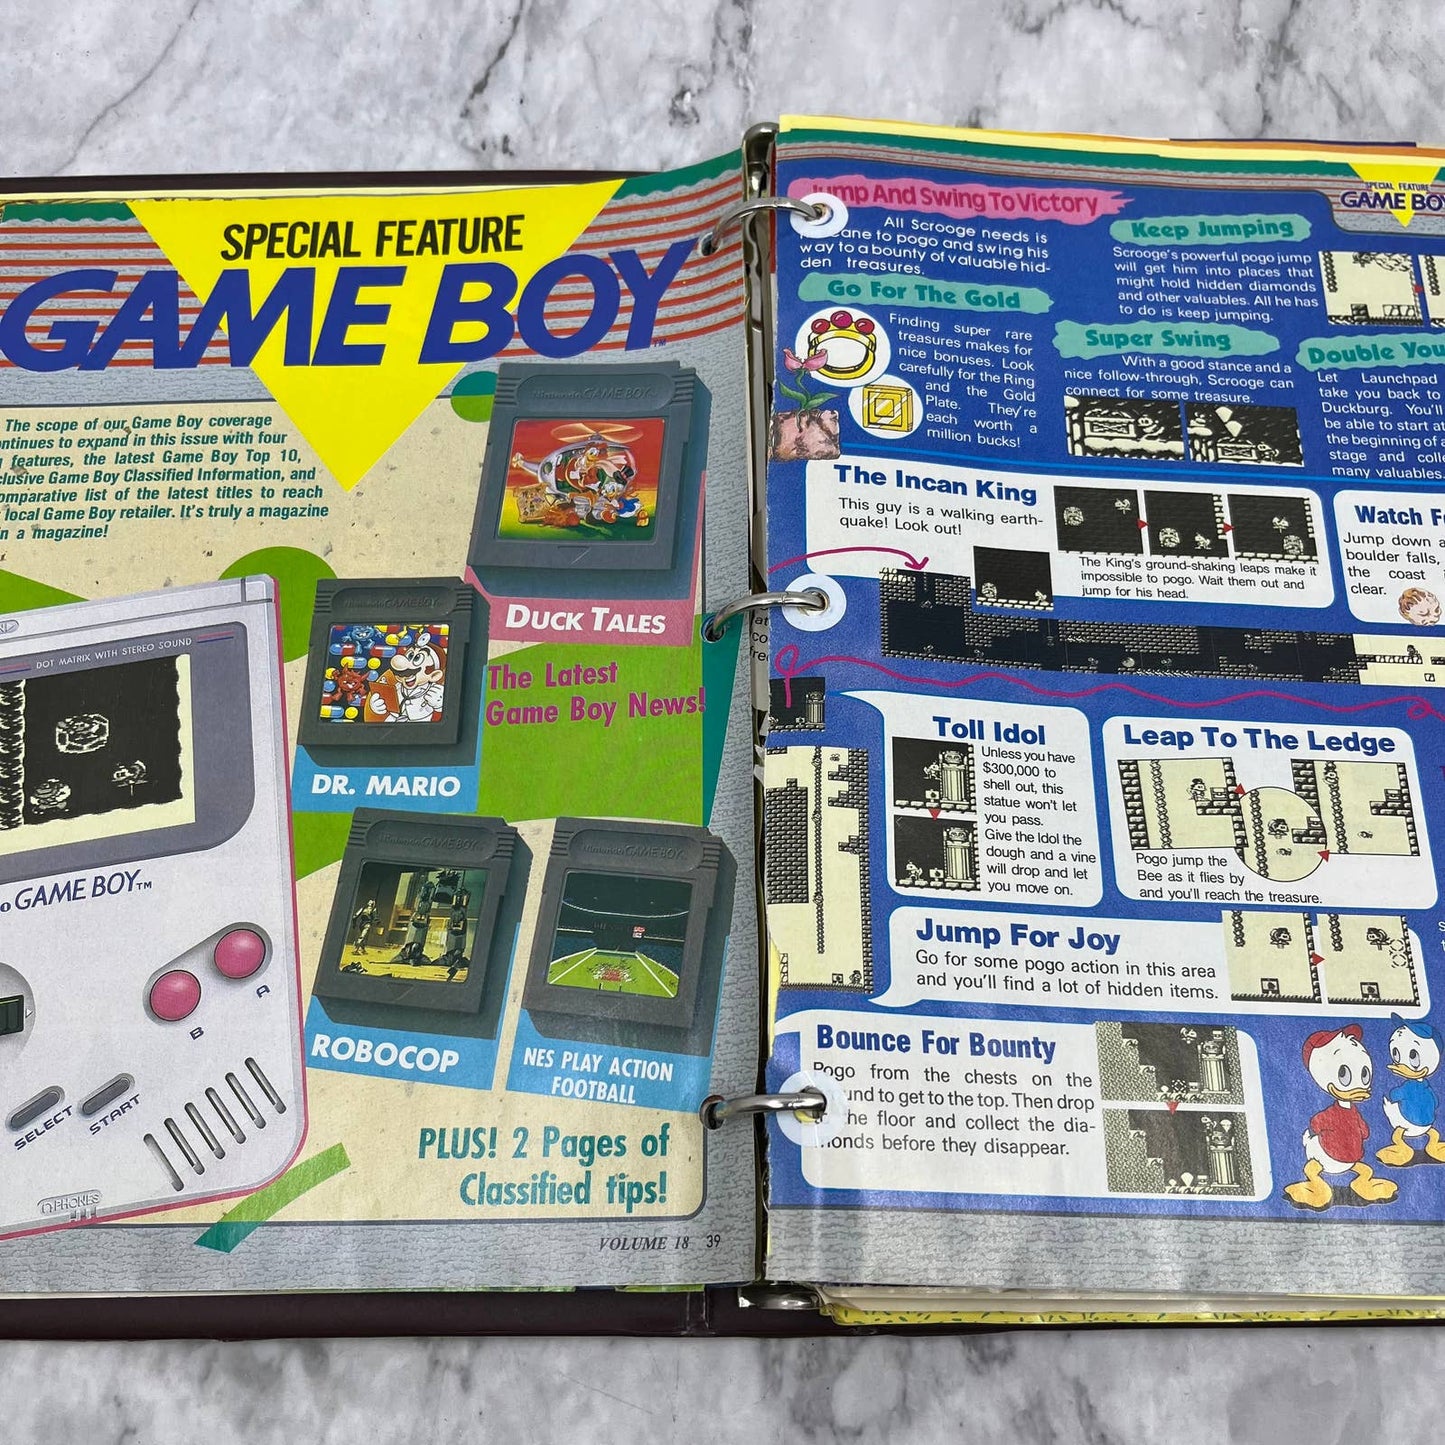 SPECIAL FEATURE
GAME BOY
TM
The scope of our Game Boy coverage
continues to expand in this issue with four
features, the latest Game Boy Top 10,
Classified Information, and
comparative list of the latest titles to reach
local Game Boy retailer. It's truly a magazine
a magazine!
Nintendo GAME BOY
DUCK TALES
Nintendo GAME BOY
DR. MARIO
The Latest
Game Boy News!
Nintendo GAME BOY
ROBOCOP
Nintendo GAME BOY
NES PLAY ACTION
FOOTBALL
DOT MATRIX WITH STEREO SOUND
GAME BOY TM
A
B
SELECT
START
PHONES
PLUS! 2 Pages of
Classified tips!
VOLUME 18 39
SPECIAL FEATURE
GAME BO
Jump And Swing To Victory
All Scrooge needs is
cane to pogo and swing his
way to a bounty of valuable hid-
den treasures.
Go For The Gold
Finding super rare
treasures makes for
nice bonuses. Look
carefully for the Ring
and the Gold
Plate. They're
each worth a
million bucks!
Keep Jumping
Scrooge's powerful pogo jump
will get him into places that
might hold hidden diamonds
and other valuables. All he has
to do is keep jumping.
Super Swing
With a good stance and a
nice follow-through, Scrooge can
connect for some treasure.
Double You
Let Launchpad
take you back to
Duckburg. You'll
be able to start at
the beginning of a
stage and colle
many valuables.
The Incan King
This guy is a walking earth-
quake! Look out!
The King's ground-shaking leaps make it
impossible to pogo. Wait them out and
jump for his head.
Watch F
Jump down a
boulder falls,
the coast
clear.
Toll Idol
Unless you have
$300,000 to
shell out, this
statue won't let
you pass.
Give the Idol the
dough and a vine
will drop and let
you move on.
Leap To The Ledge
Pogo jump the
Bee as it flies by
and you'll reach the treasure.
Jump For Joy
Go for some pogo action in this area
and you'll find a lot of hidden items.
Bounce For Bounty
Pogo from the chests on the
und to get to the top. Then drop
the floor and collect the dia-
monds before they disappear.